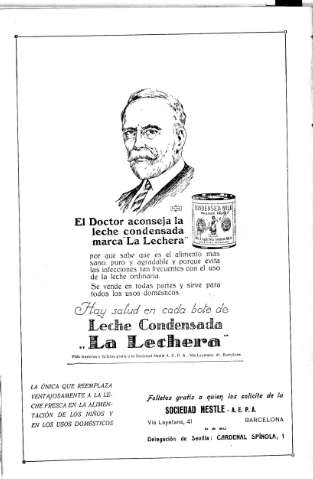 El Doctor aconseja la
leche condensada
marca "La Lechera"
por que sabe que es el alimento más
sano, puro y agradable y porque evita
las infecciones tan frecuentes con el uso
de la leche ordinaria.
Se vende en todas partes y sirve para
todos los usos domésticos.
CONDENSED MILK
Hay salud en cada bote de
Leche Condensada
"La Lechera"
LA ÚNICA QUE REEMPLAZA
VENTAJOSAMENTE A LA LE-
CHE FRESCA EN LA ALIMEN-
TACIÓN DE LOS NIÑOS Y
EN LOS USOS DOMÉSTICOS
Folletos gratis a quien los solicite de la
SOCIEDAD NESTLE - A. E. P. A.
Vía Layetana, 41 BARCELONA
Delegación de Sevilla: CARDENAL SPÍNOLA, 1